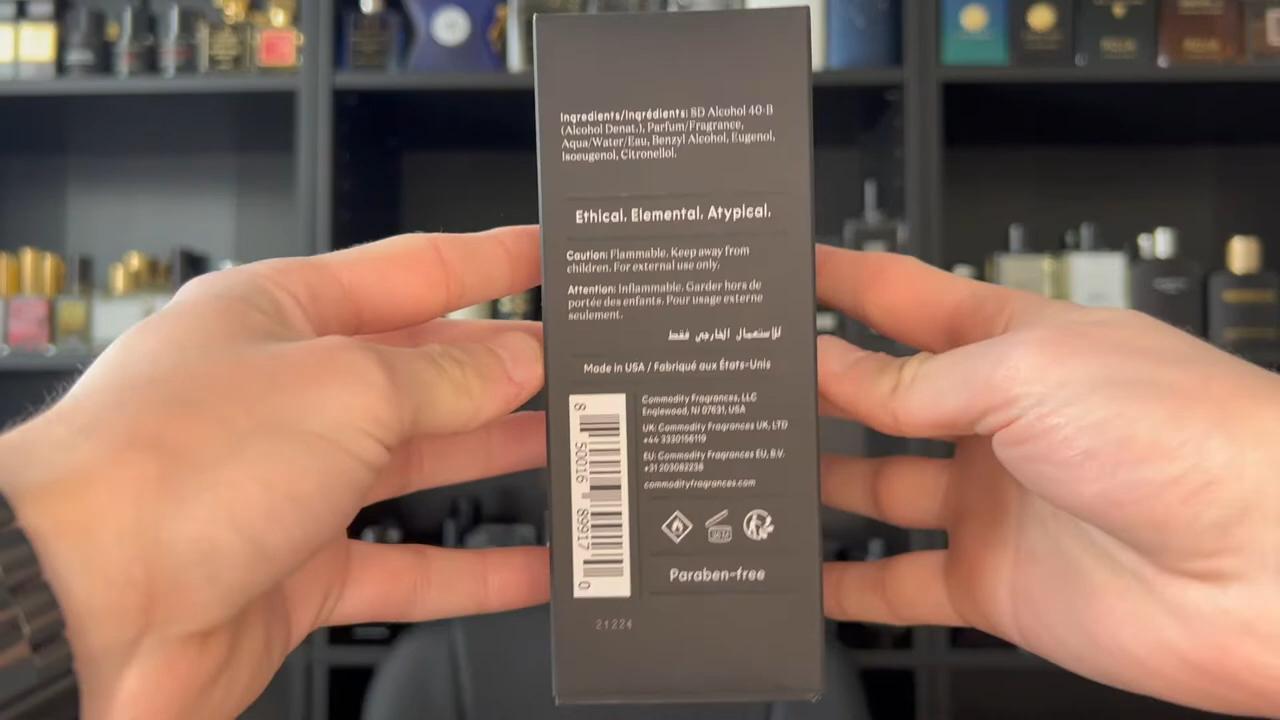 Ingredients/Ingrédients: SD Alcohol 40-B
(Alcohol Denat.), Parfum/Fragrance,
Aqua/Water/Eau, Benzyl Alcohol, Eugenol,
Isoeugenol, Citronellol.
Ethical. Elemental. Atypical.
Caution: Flammable. Keep away from
children. For external use only.
Attention: Inflammable. Garder hors de
portée des enfants. Pour usage externe
seulement.
للاستعمال الخارجي فقط
Made in USA / Fabriqué aux États-Unis
Commodity Fragrances, LLC
Englewood, NJ 07631, USA
UK: Commodity Fragrances UK, LTD
+44 3330156119
EU: Commodity Fragrances EU, B.V.
+31 203082238
commodityfragrances.com
8 50016 89917 0
Paraben-free
21224